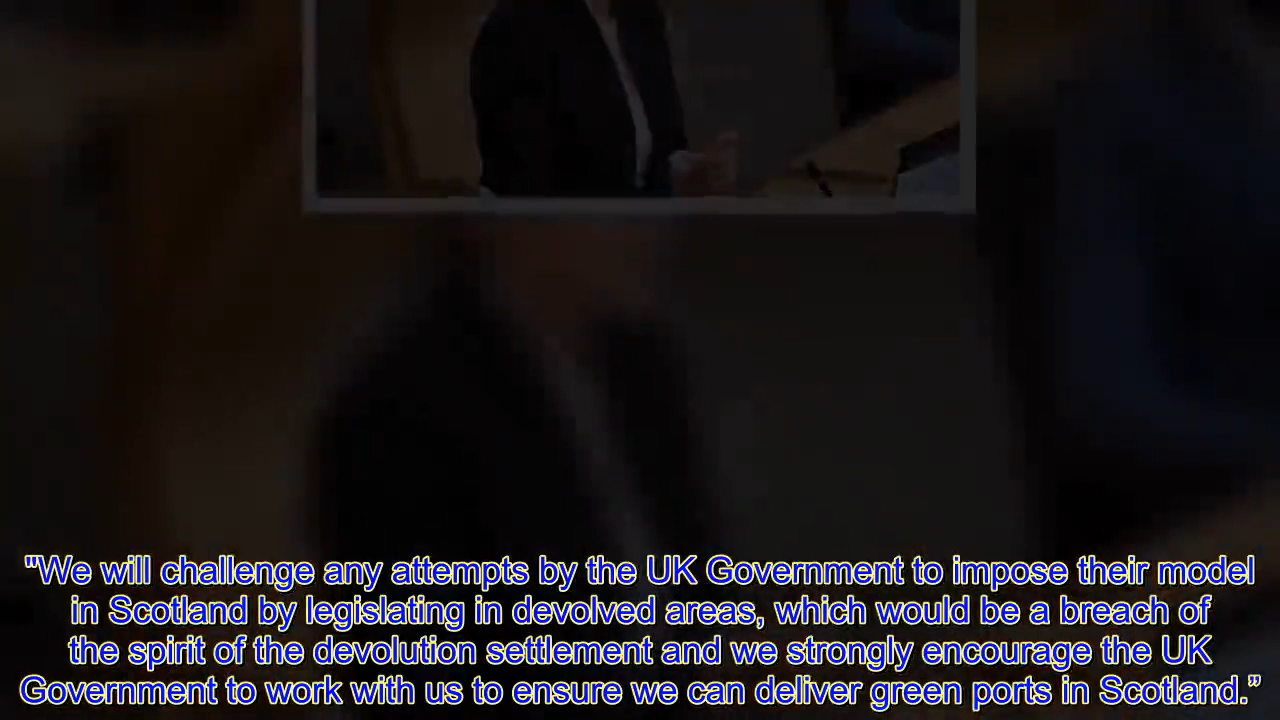 "We will challenge any attempts by the UK Government to impose their model
in Scotland by legislating in devolved areas, which would be a breach of
the spirit of the devolution settlement and we strongly encourage the UK
Government to work with us to ensure we can deliver green ports in Scotland.”